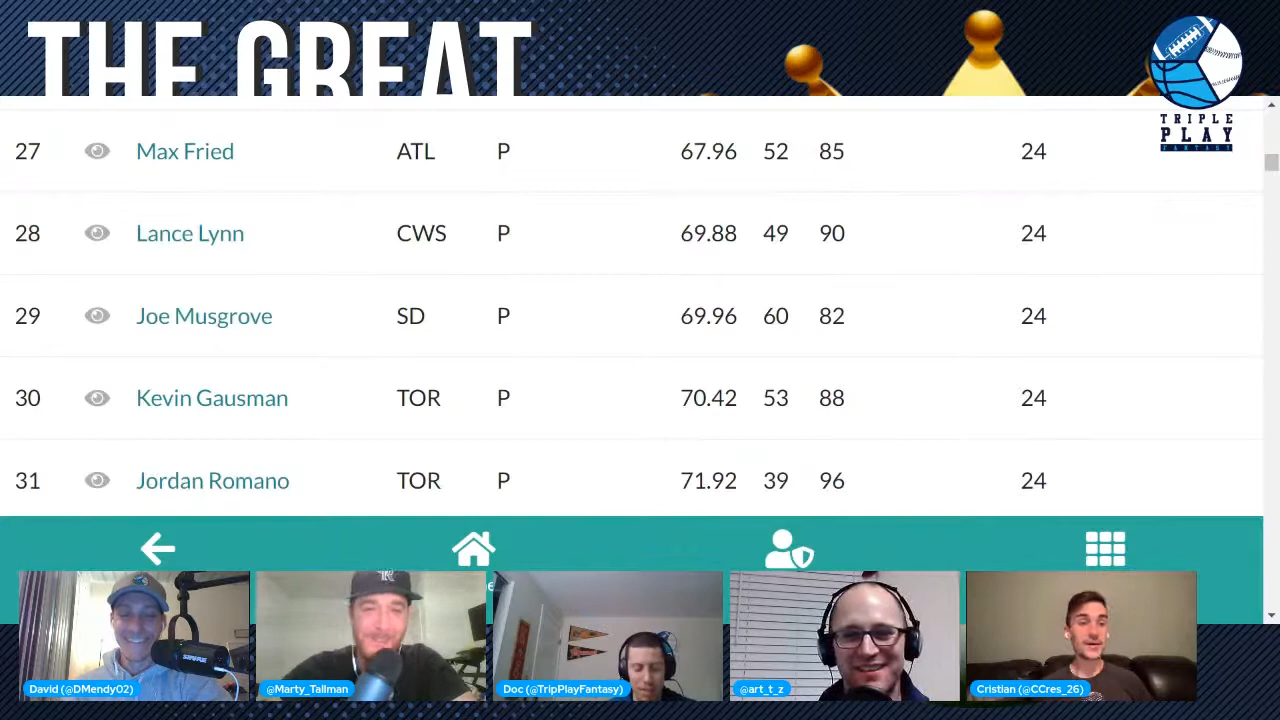 THE GREAT
TRIPLE
PLAY
FANTASY
27 Max Fried ATL P 67.96 52 85 24
28 Lance Lynn CWS P 69.88 49 90 24
29 Joe Musgrove SD P 69.96 60 82 24
30 Kevin Gausman TOR P 70.42 53 88 24
31 Jordan Romano TOR P 71.92 39 96 24
David (@DMendy02)
@Marty_Tallman
Doc (@TripPlayFantasy)
@art_t_z
Cristian (@CCres_26)